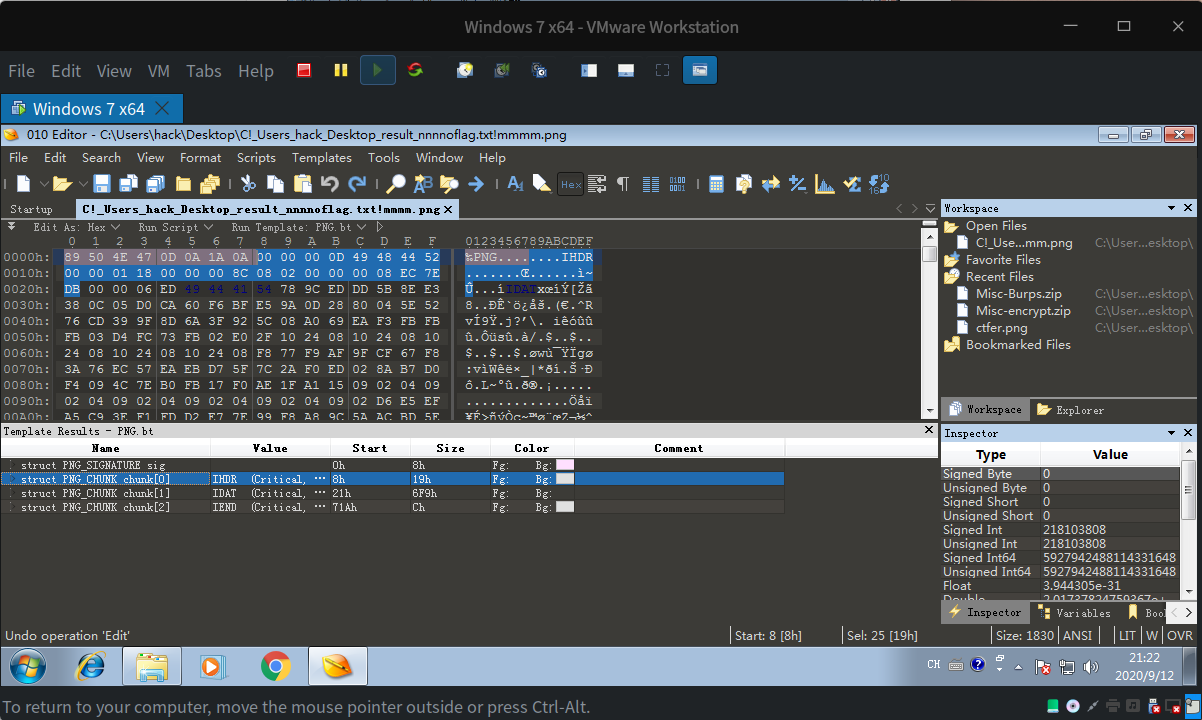 Windows 7 x64 - VMware Workstation
File Edit View VM Tabs Help
Windows 7 x64
010 Editor - C:\Users\hack\Desktop\C!_Users_hack_Desktop_result_nnnnoflag.txt!mmmm.png
File Edit Search View Format Scripts Templates Tools Window Help
Hex
Startup C!_Users_hack_Desktop_result_nnnnoflag.txt!mmmm.png
Edit As: Hex Run Script Run Template: PNG.bt
0 1 2 3 4 5 6 7 8 9 A B C D E F 0123456789ABCDEF
0000h: 89 50 4E 47 0D 0A 1A 0A 00 00 00 0D 49 48 44 52 ‰PNG........IHDR
0010h: 00 00 01 18 00 00 00 8C 08 02 00 00 00 08 EC 7E .......Œ......ì~
0020h: DB 00 00 06 ED 49 44 41 54 78 9C ED DD 5B 8E E3 Û...íIDATxœíÝ[Žã
0030h: 38 0C 05 D0 CA 60 F6 BF E5 9A 0D 28 80 04 5E 52 8..ÐÊ`ö¿åš.(€.^R
0040h: 76 CD 39 9F 8D 6A 3F 92 5C 08 A0 69 EA F3 FB FB
0050h: FB 03 D4 FC 73 FB 02 E0 2F 10 24 08 10 24 08 10 û.Ôüsû.à/.$..$..
0060h: 24 08 10 24 08 10 24 08 F8 77 F9 AF 9F CF 67 F8 $..$..$.øwù¯ŸÏgø
0070h: 3A 76 EC 57 EA EB D7 5F 7C 2A F0 ED 02 8A B7 D0 :vìWêë×_|*ðí.Š·Ð
0080h: F4 09 4C 7E B0 FB 17 F0 AE 1F A1 15 09 02 04 09 ô.L~°û.ð®.¡.....
0090h: 02 04 09 02 04 09 02 04 09 02 04 09 02 D6 E5 EF .............Öåï
00A0h: A5 C9 3E F1 FD D2 E7 7E 99 F8 A8 9C 5A AC BD 5E
Template Results - PNG.bt
Name Value Start Size Color Comment
struct PNG_SIGNATURE sig 0h 8h Fg: Bg:
struct PNG_CHUNK chunk[0] IHDR (Critical, ... 8h 19h Fg: Bg:
struct PNG_CHUNK chunk[1] IDAT (Critical, ... 21h 6F9h Fg: Bg:
struct PNG_CHUNK chunk[2] IEND (Critical, ... 71Ah Ch Fg: Bg:
Workspace
Open Files
C!_Use...mm.png C:\User...esktop\
Favorite Files
Recent Files
Misc-Burps.zip C:\User...esktop\
Misc-encrypt.zip C:\User...esktop\
ctfer.png C:\User...esktop\
Bookmarked Files
Workspace Explorer
Inspector
Type Value
Signed Byte 0
Unsigned Byte 0
Signed Short 0
Unsigned Short 0
Signed Int 218103808
Unsigned Int 218103808
Signed Int64 5927942488114331648
Unsigned Int64 5927942488114331648
Float 3.944305e-31
Inspector Variables
Undo operation 'Edit' Start: 8 [8h] Sel: 25 [19h] Size: 1830 ANSI LIT W OVR
CH 21:22
2020/9/12
To return to your computer, move the mouse pointer outside or press Ctrl-Alt.